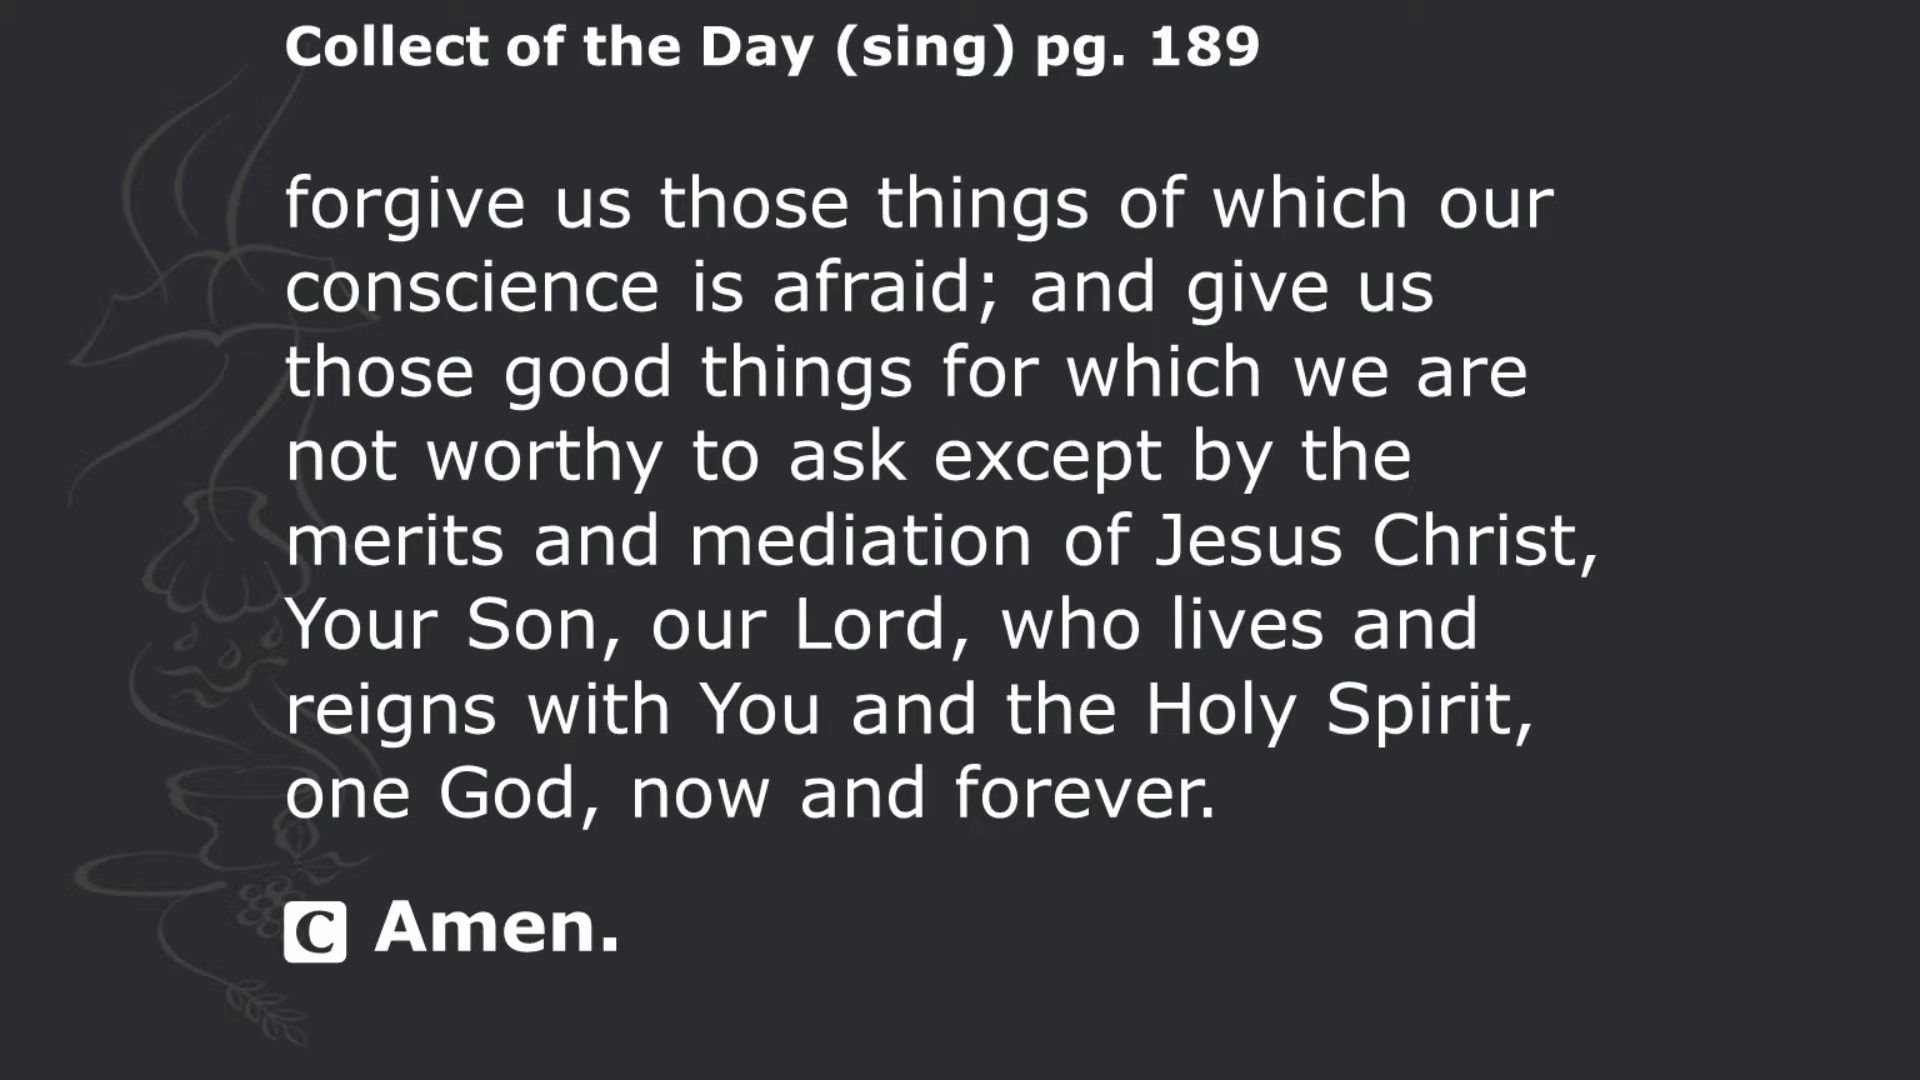 Collect of the Day (sing) pg. 189
forgive us those things of which our
conscience is afraid; and give us
those good things for which we are
not worthy to ask except by the
merits and mediation of Jesus Christ,
Your Son, our Lord, who lives and
reigns with You and the Holy Spirit,
one God, now and forever.
C Amen.